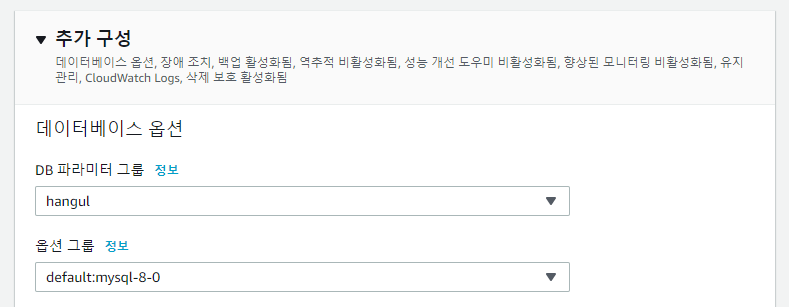 추가 구성
데이터베이스 옵션, 장애 조치, 백업 활성화됨, 역추적 비활성화됨, 성능 개선 도우미 비활성화됨, 향상된 모니터링 비활성화됨, 유지
관리, CloudWatch Logs, 삭제 보호 활성화됨
데이터베이스 옵션
DB 파라미터 그룹 정보
hangul
옵션 그룹 정보
default:mysql-8-0